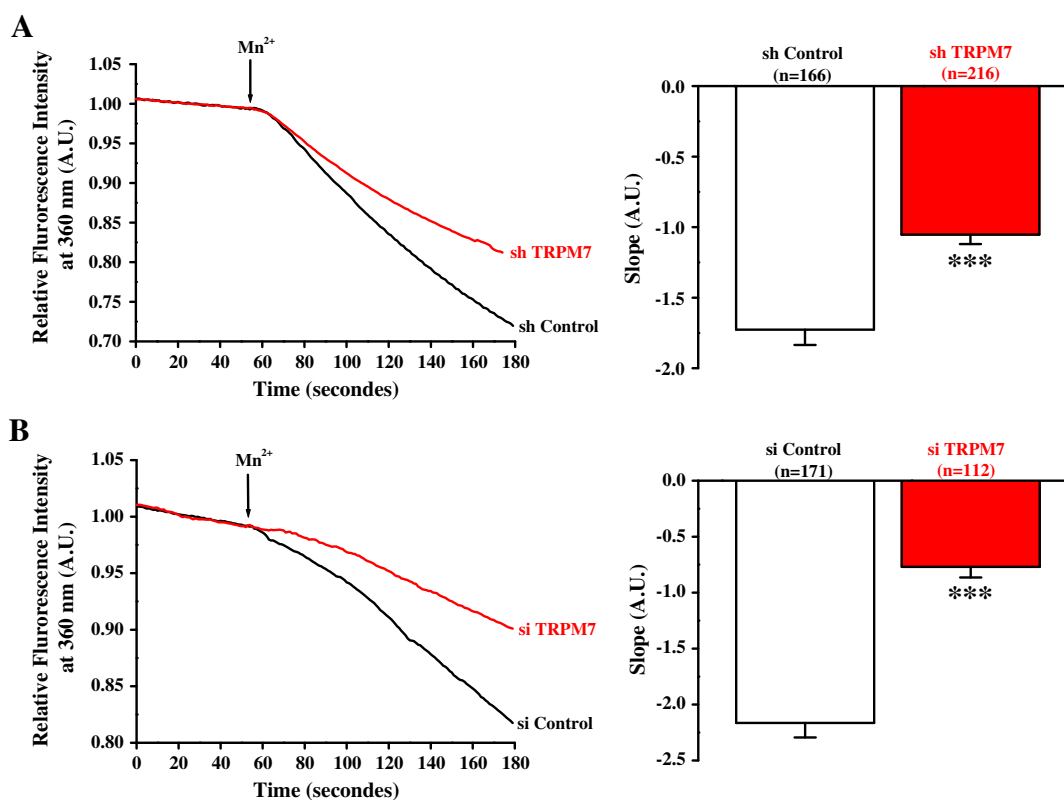 A
Mn2+
Relative Flurorescence Intensity
at 360 nm (A.U.)
1.05
1.00
0.95
0.90
0.85
0.80
0.75
0.70
sh TRPM7
sh Control
0 20 40 60 80 100 120 140 160 180
Time (secondes)
sh Control
(n=166)
sh TRPM7
(n=216)
Slope (A.U.)
0.0
-0.5
-1.0
-1.5
-2.0
***
B
Mn2+
Relative Flurorescence Intensity
at 360 nm (A.U.)
1.05
1.00
0.95
0.90
0.85
0.80
si TRPM7
si Control
0 20 40 60 80 100 120 140 160 180
Time (secondes)
si Control
(n=171)
si TRPM7
(n=112)
Slope (A.U.)
0.0
-0.5
-1.0
-1.5
-2.0
-2.5
***